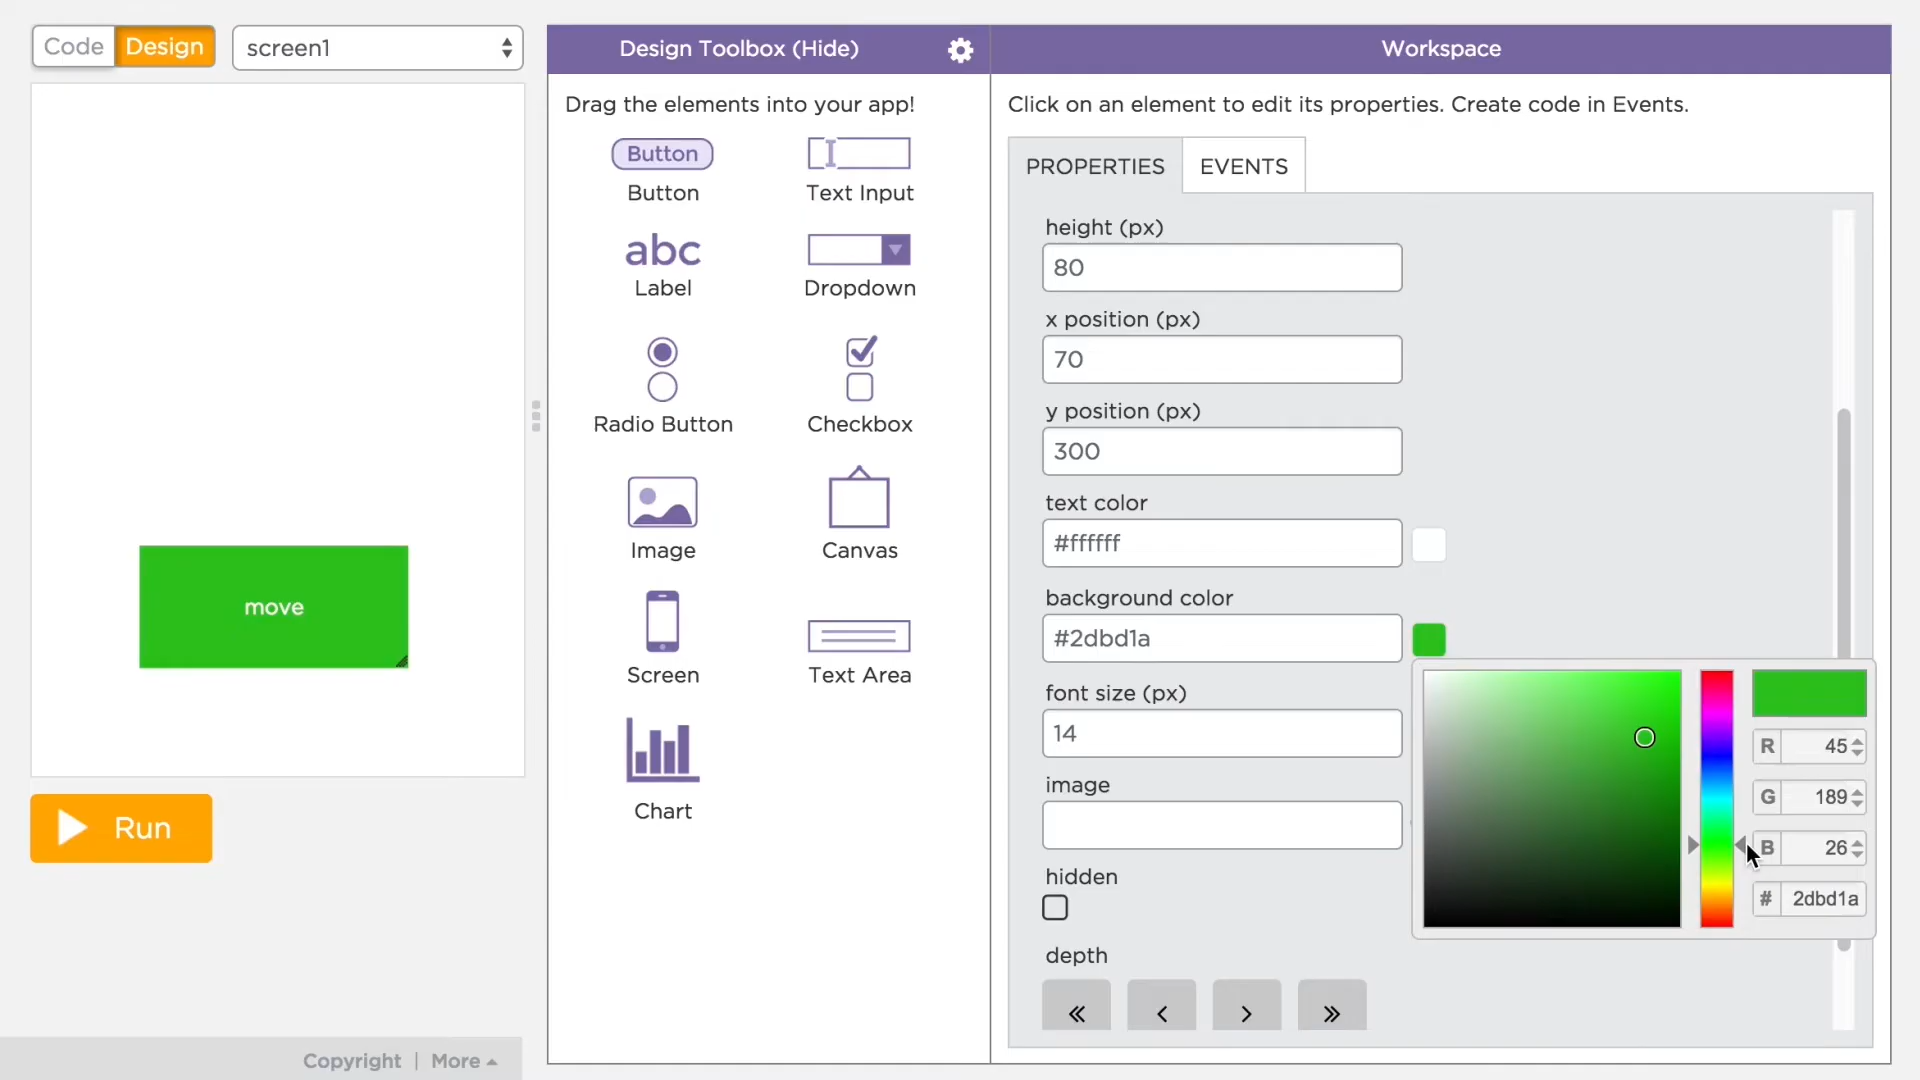 Code Design screen1
move
Run
Copyright | More
Design Toolbox (Hide)
Drag the elements into your app!
Button
Button
Text Input
abc
Label
Dropdown
Radio Button
Checkbox
Image
Canvas
Screen
Text Area
Chart
Workspace
Click on an element to edit its properties. Create code in Events.
PROPERTIES EVENTS
height (px)
80
x position (px)
70
y position (px)
300
text color
#ffffff
background color
#2dbd1a
font size (px)
14
image
hidden
depth
« < > »
R 45
G 189
B 26
# 2dbd1a